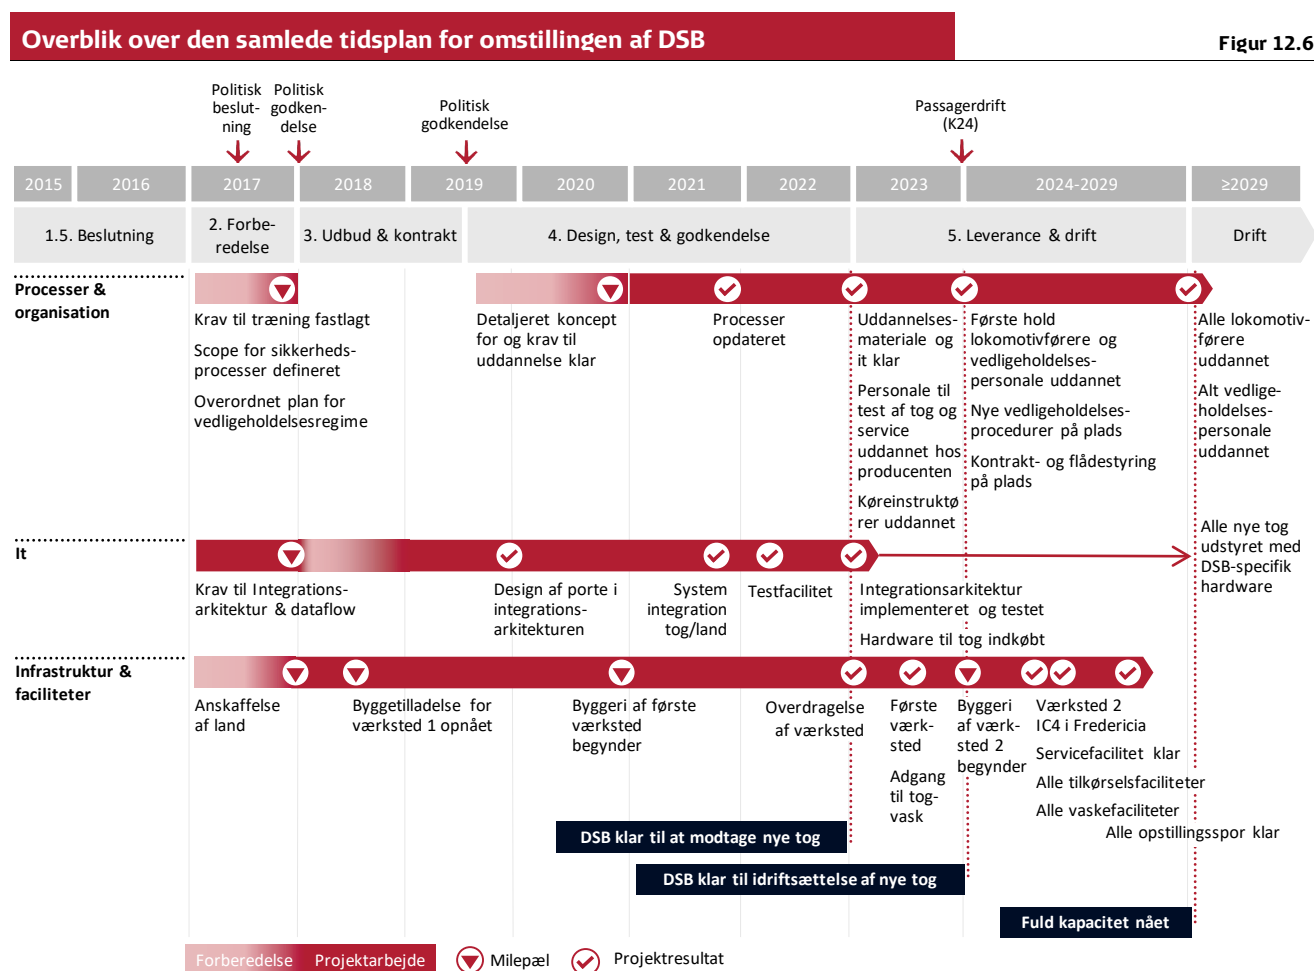 Overblik over den samlede tidsplan for omstillingen af DSB
Figur 12.6
Politisk
beslut-
ning
Politisk
godken-
delse
Politisk
godkendelse
Passagerdrift
(K24)
2015
2016
2017
2018
2019
2020
2021
2022
2023
2024-2029
≥2029
1.5. Beslutning
2. Forbe-
redelse
3. Udbud & kontrakt
4. Design, test & godkendelse
5. Leverance & drift
Drift
Processer &
organisation
Krav til træning fastlagt
Scope for sikkerheds-
processer defineret
Overordnet plan for
vedligeholdelsesregime
Detaljeret koncept
for og krav til
uddannelse klar
Processer
opdateret
Uddannelses-
materiale og
it klar
Personale til
test af tog og
service
uddannet hos
producenten
Køreinstruktø
rer uddannet
Første hold
lokomotivførere og
vedligeholdelses-
personale uddannet
Nye vedligeholdelses-
procedurer på plads
Kontrakt- og flådestyring
på plads
Alle lokomotiv-
førere
uddannet
Alt vedlige-
holdelses-
personale
uddannet
It
Krav til Integrations-
arkitektur & dataflow
Design af porte i
integrations-
arkitekturen
System
integration
tog/land
Testfacilitet
Integrationsarkitektur
implementeret og testet
Hardware til tog indkøbt
Alle nye tog
udstyret med
DSB-specifik
hardware
Infrastruktur &
faciliteter
Anskaffelse
af land
Byggetilladelse for
værksted 1 opnået
Byggeri af første
værksted
begynder
Overdragelse
af værksted
Første
værk-
sted
Adgang
til tog-
vask
Byggeri
af værk-
sted 2
begynder
Værksted 2
IC4 i Fredericia
Servicefacilitet klar
Alle tilkørselsfaciliteter
Alle vaskefaciliteter
Alle opstillingsspor klar
DSB klar til at modtage nye tog
DSB klar til idriftsættelse af nye tog
Fuld kapacitet nået
Forberedelse
Projektarbejde
Milepæl
Projektresultat